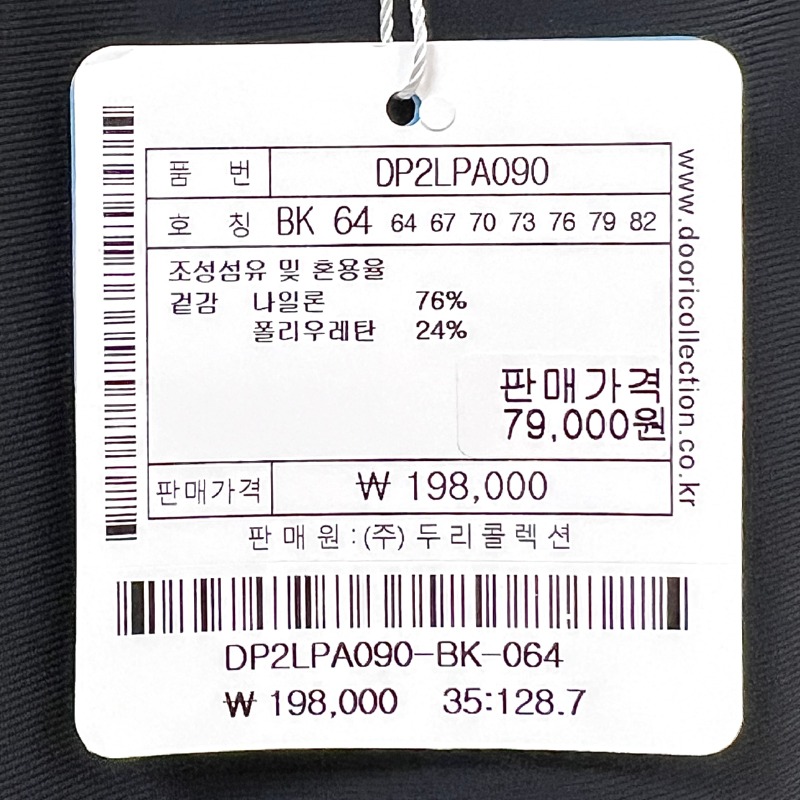 품 번 DP2LPA090
호 칭 BK 64 64 67 70 73 76 79 82
조성섬유 및 혼용율
겉감 나일론 76%
폴리우레탄 24%
판매가격
79,000원
판매가격 ₩ 198,000
판매원:(주)두리콜렉션
www.dooricollection.co.kr
DP2LPA090-BK-064
₩ 198,000 35:128.7